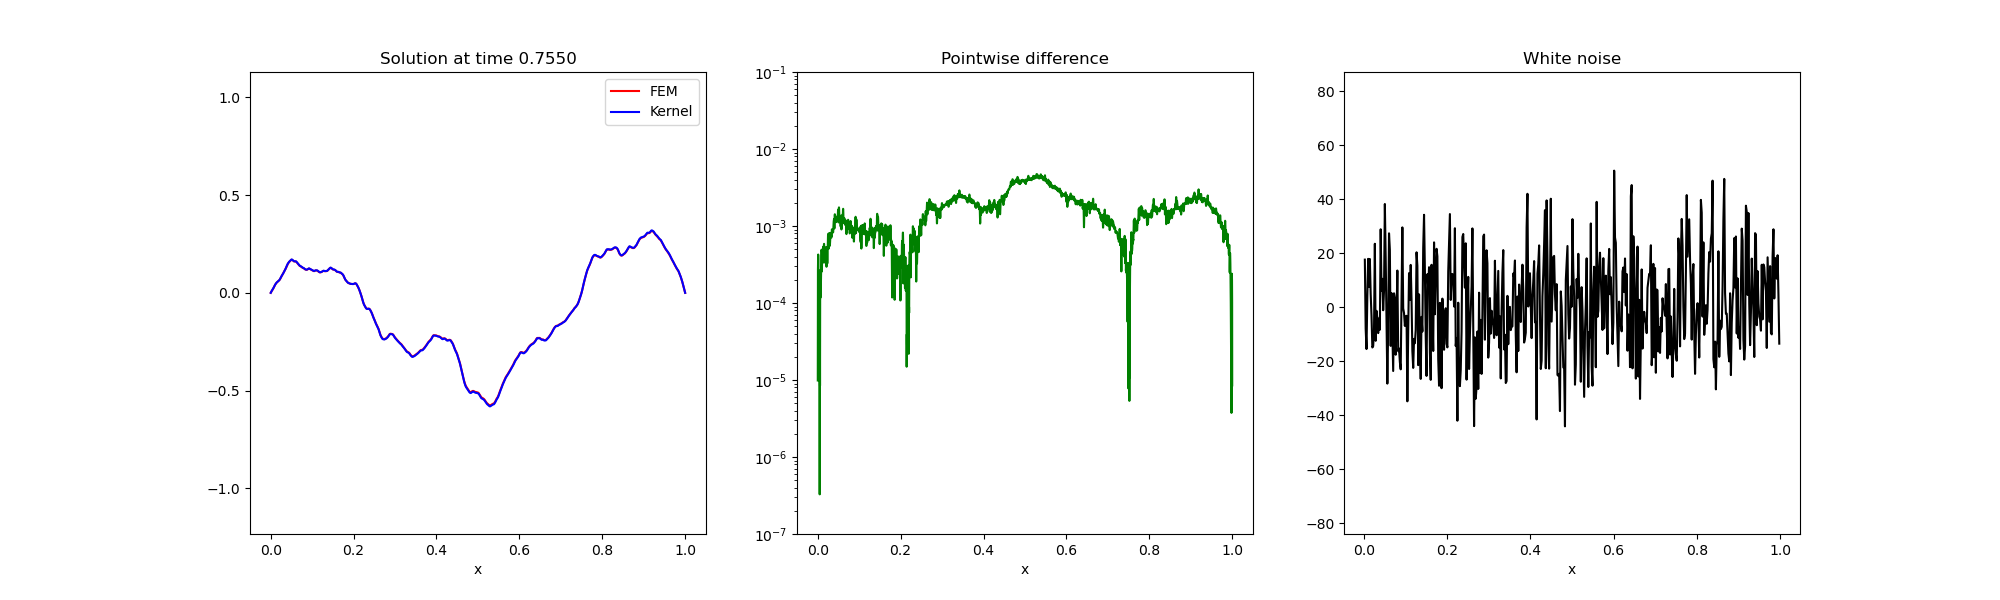 Solution at time 0.7550
FEM
Kernel
1.0
0.5
0.0
−0.5
−1.0
0.0 0.2 0.4 0.6 0.8 1.0
x
Pointwise difference
10⁻¹
10⁻²
10⁻³
10⁻⁴
10⁻⁵
10⁻⁶
10⁻⁷
0.0 0.2 0.4 0.6 0.8 1.0
x
White noise
80
60
40
20
0
−20
−40
−60
−80
0.0 0.2 0.4 0.6 0.8 1.0
x